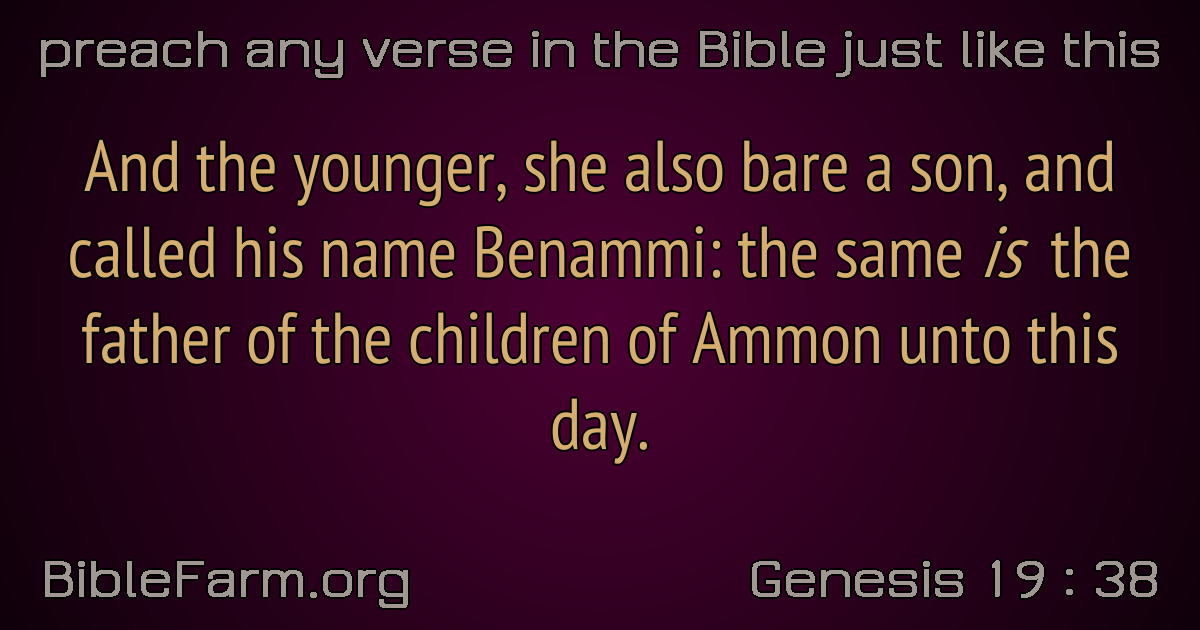 preach any verse in the Bible just like this
And the younger, she also bare a son, and
called his name Benammi: the same is the
father of the children of Ammon unto this
day.
BibleFarm.org
Genesis 19 : 38